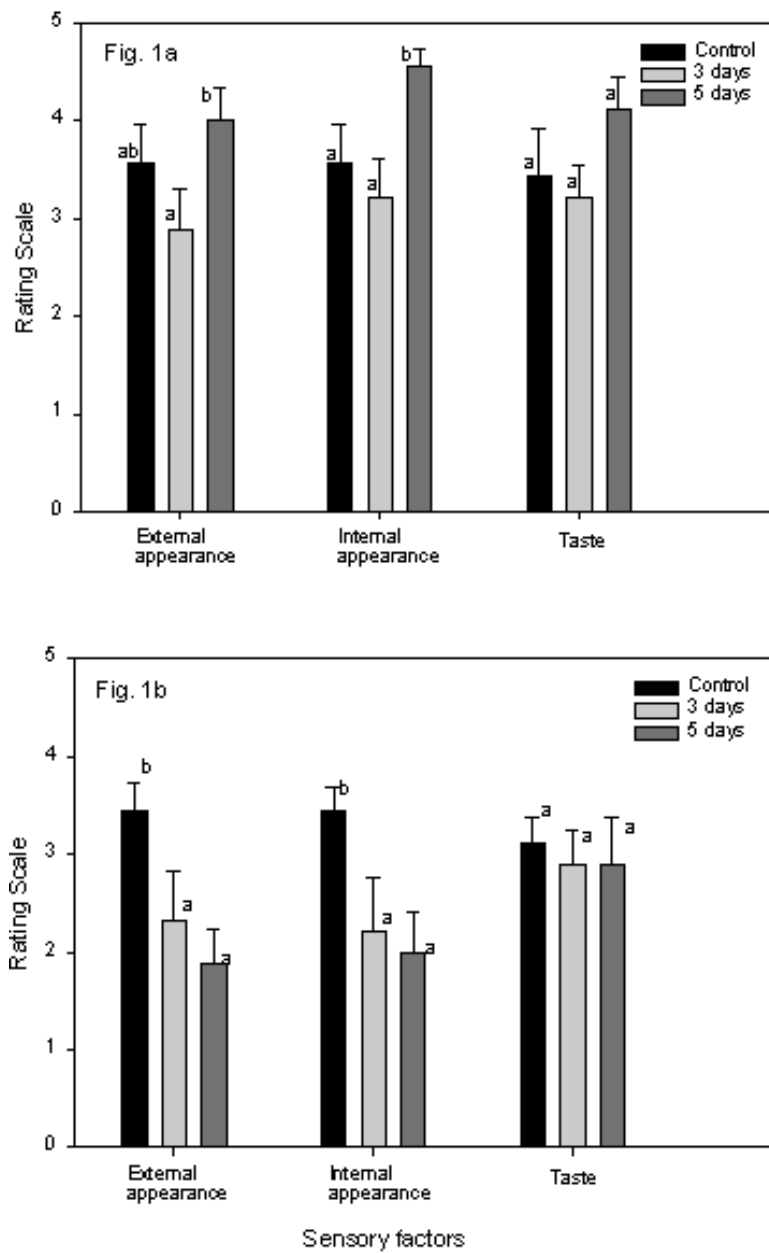 5
Fig. 1a
Control
3 days
5 days
b
b
4
a
ab
a
a
a
a
a
3
Rating Scale
2
1
0
External appearance
Internal appearance
Taste
5
Fig. 1b
Control
3 days
5 days
4
b
b
a
a
a
3
Rating Scale
a
a
2
a
a
1
0
External appearance
Internal appearance
Taste
Sensory factors